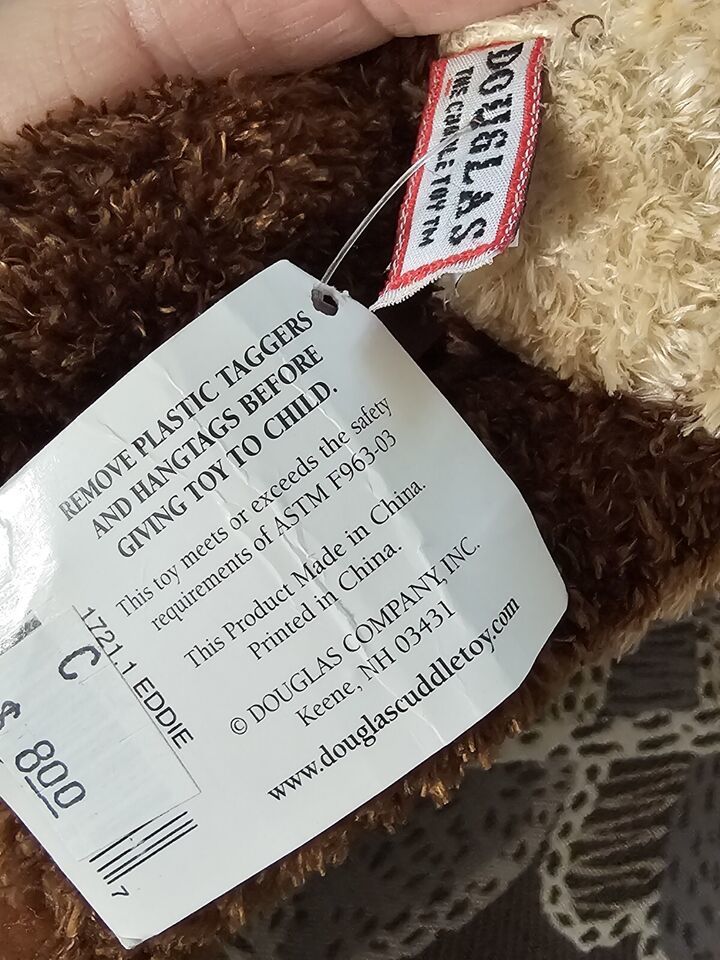 DOUGLAS
THE CUDDLE TOY TM
REMOVE PLASTIC TAGGERS
AND HANGTAGS BEFORE
GIVING TOY TO CHILD.
This toy meets or exceeds the safety
requirements of ASTM F963-03
This Product Made in China.
Printed in China.
© DOUGLAS COMPANY, INC.
Keene, NH 03431
www.douglascuddletoy.com
1721.1 EDDIE
C
$ 800
7